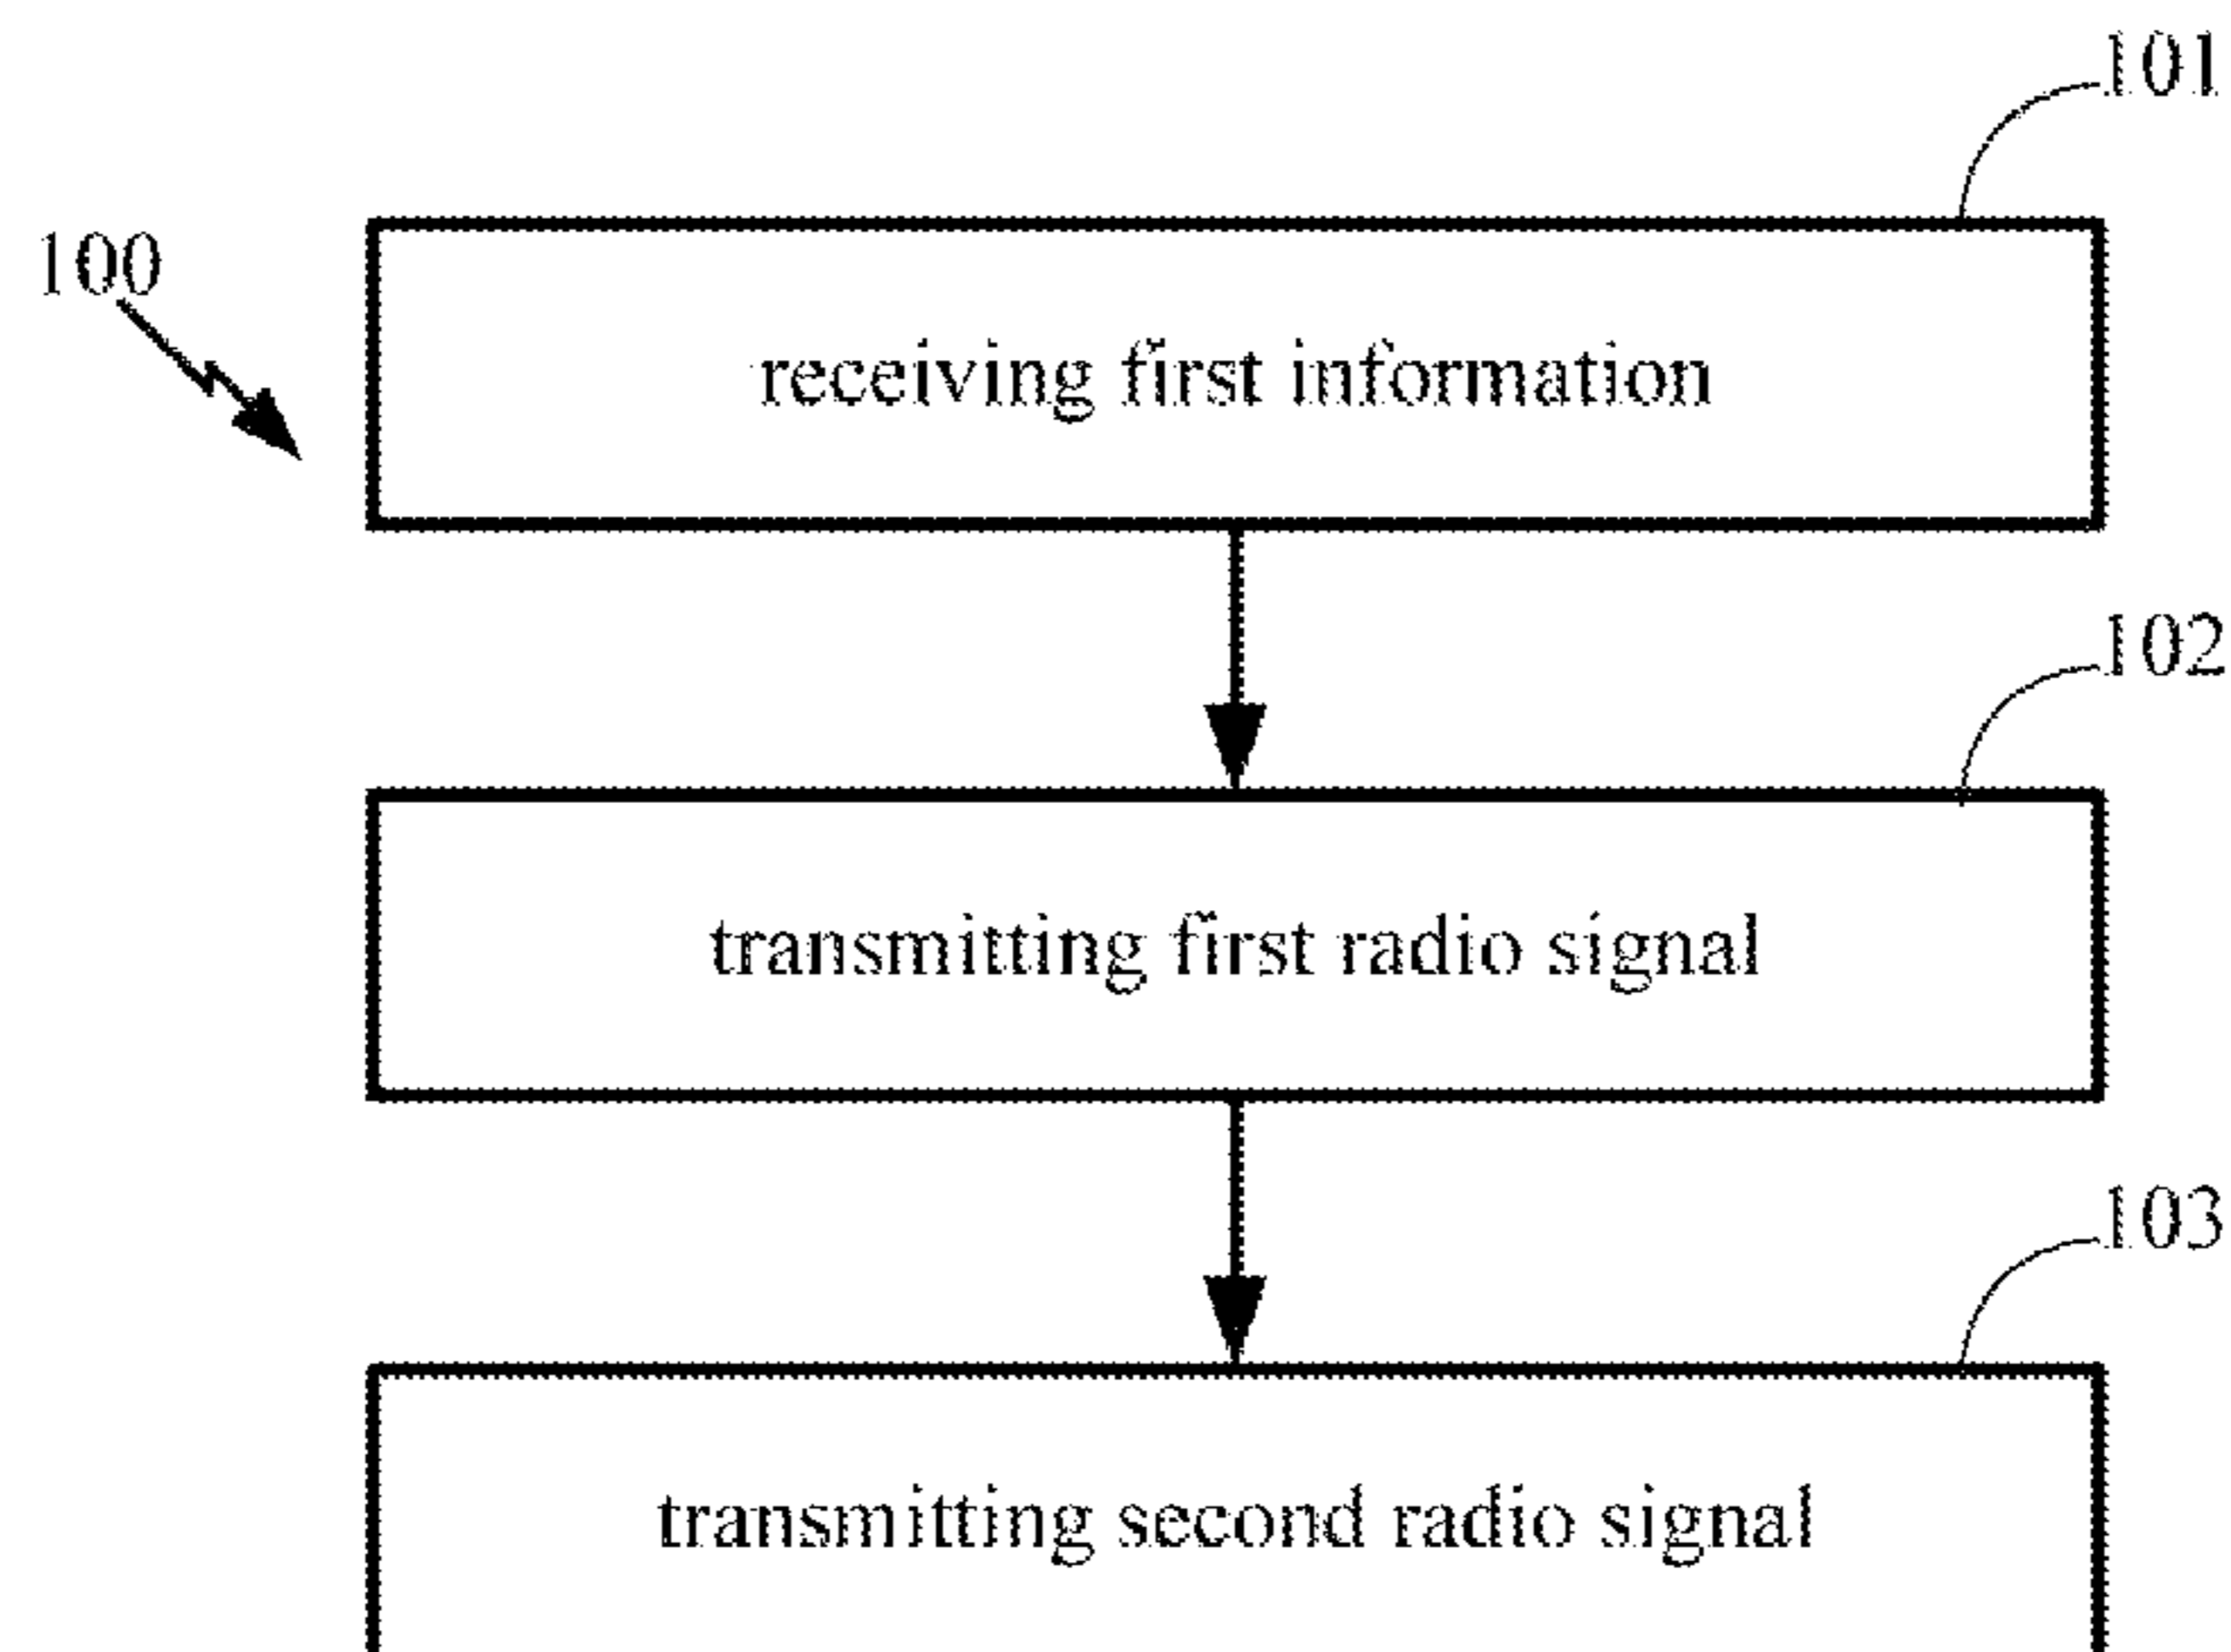 101
100
receiving first information
102
transmitting first radio signal
103
transmitting second radio signal